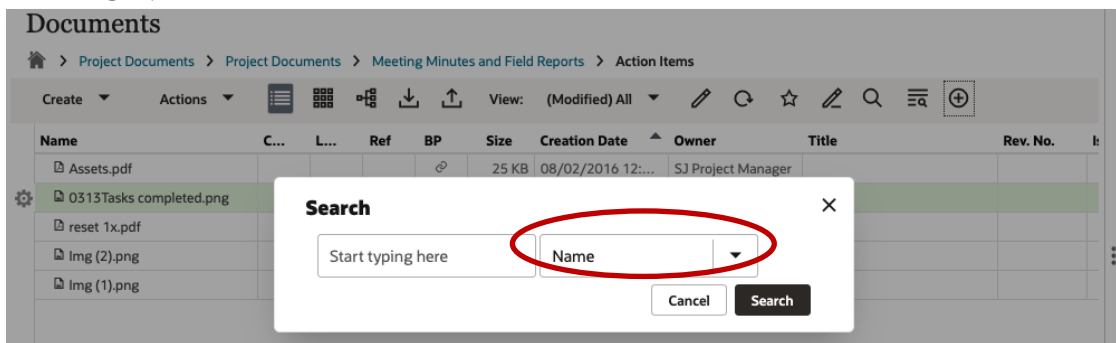 Documents
Project Documents > Project Documents > Meeting Minutes and Field Reports > Action Items
Create Actions View: (Modified) All
Name C... L... Ref BP Size Creation Date Owner Title Rev. No.
Assets.pdf 25 KB 08/02/2016 12:... SJ Project Manager
0313Tasks completed.png
reset 1x.pdf
Img (2).png
Img (1).png
Search
Start typing here Name
Cancel Search